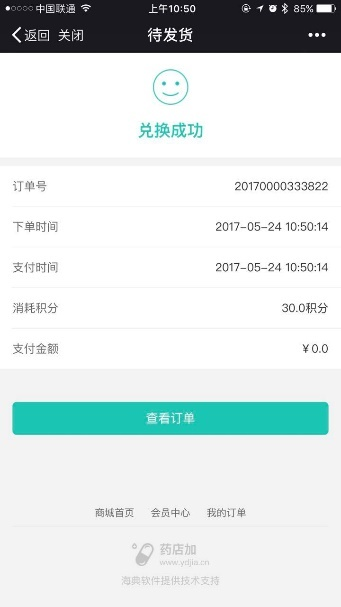 中国联通 上午10:50 85%
返回 关闭 待发货
兑换成功
订单号 20170000333822
下单时间 2017-05-24 10:50:14
支付时间 2017-05-24 10:50:14
消耗积分 30.0积分
支付金额 ¥0.0
查看订单
商城首页 会员中心 我的订单
药店加
www.ydjia.cn
海典软件提供技术支持